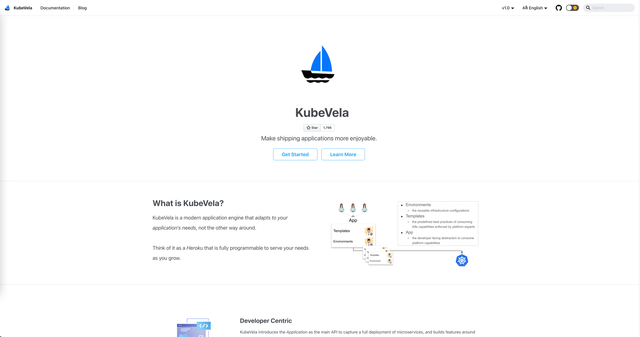 KubeVela
Documentation
Blog
v1.0
English
Search
KubeVela
Star
Make shipping applications more enjoyable.
Get Started
Learn More
What is KubeVela?
KubeVela is a modern application engine that adapts to your
application's needs, not the other way around.
Think of it as a Heroku that is fully programmable to serve your needs
as you grow.
App
Templates
Environments
Environments
the reusable infrastructure configurations
Templates
the predefined best practices of consuming
K8s capabilities enforced by platform experts
App
the developer facing abstraction to consume
platform capabilities
Developer Centric
KubeVela introduces the Application as the main API to capture a full deployment of microservices, and builds features around